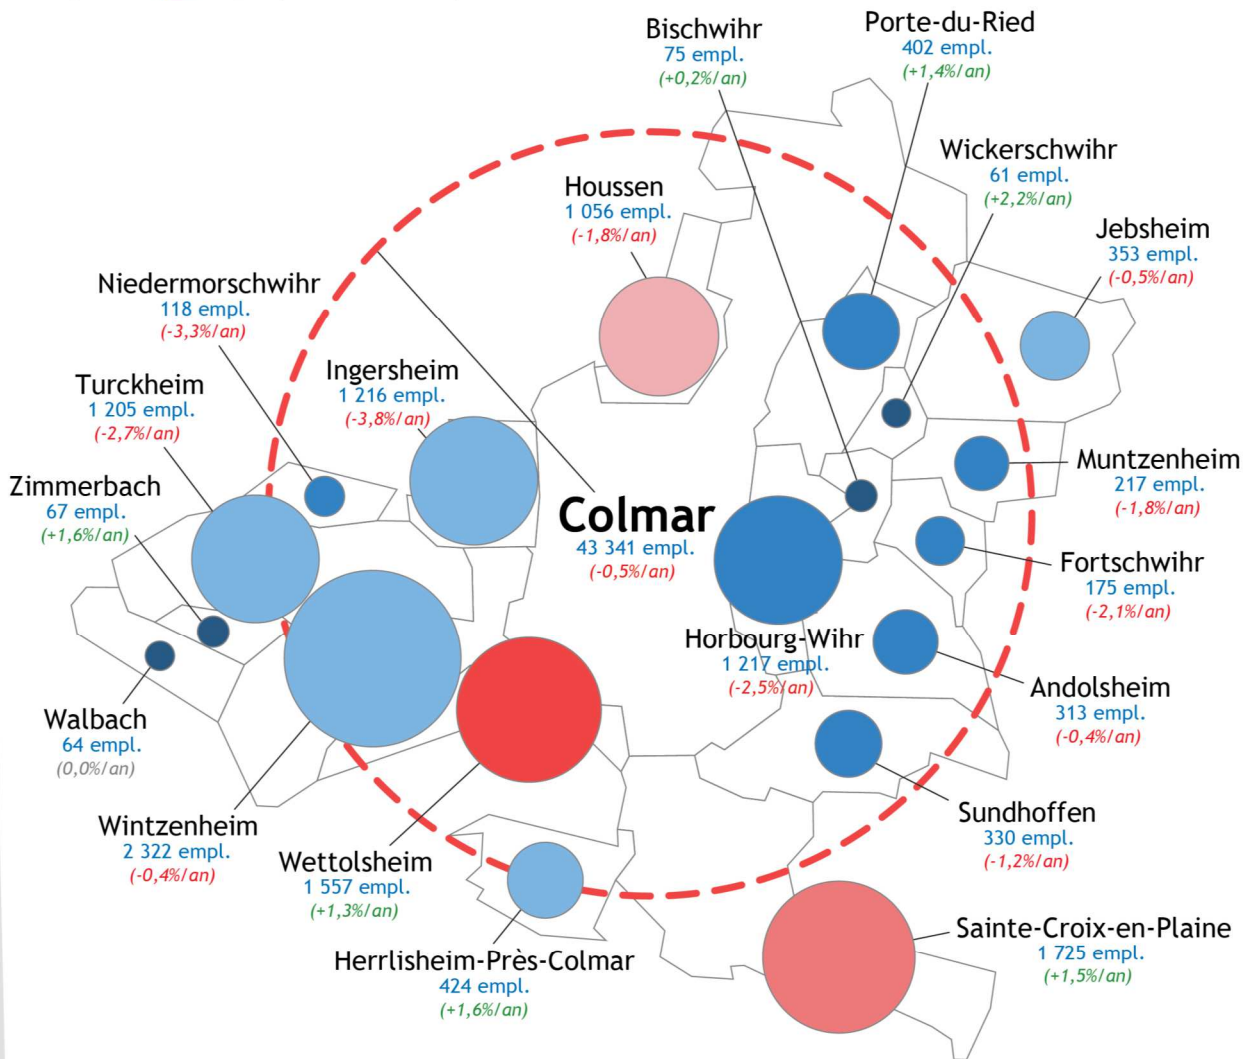 Bischwihr
75 empl.
(+0,2%/an)
Porte-du-Ried
402 empl.
(+1,4%/an)
Wickerschwihr
61 empl.
(+2,2%/an)
Houssen
1 056 empl.
(-1,8%/an)
Jebsheim
353 empl.
(-0,5%/an)
Niedermorschwihr
118 empl.
(-3,3%/an)
Ingersheim
1 216 empl.
(-3,8%/an)
Turckheim
1 205 empl.
(-2,7%/an)
Muntzenheim
217 empl.
(-1,8%/an)
Zimmerbach
67 empl.
(+1,6%/an)
Colmar
43 341 empl.
(-0,5%/an)
Fortschwihr
175 empl.
(-2,1%/an)
Horbourg-Wihr
1 217 empl.
(-2,5%/an)
Andolsheim
313 empl.
(-0,4%/an)
Walbach
64 empl.
(0,0%/an)
Wintzenheim
2 322 empl.
(-0,4%/an)
Sundhoffen
330 empl.
(-1,2%/an)
Wettolsheim
1 557 empl.
(+1,3%/an)
Herrlisheim-Près-Colmar
424 empl.
(+1,6%/an)
Sainte-Croix-en-Plaine
1 725 empl.
(+1,5%/an)